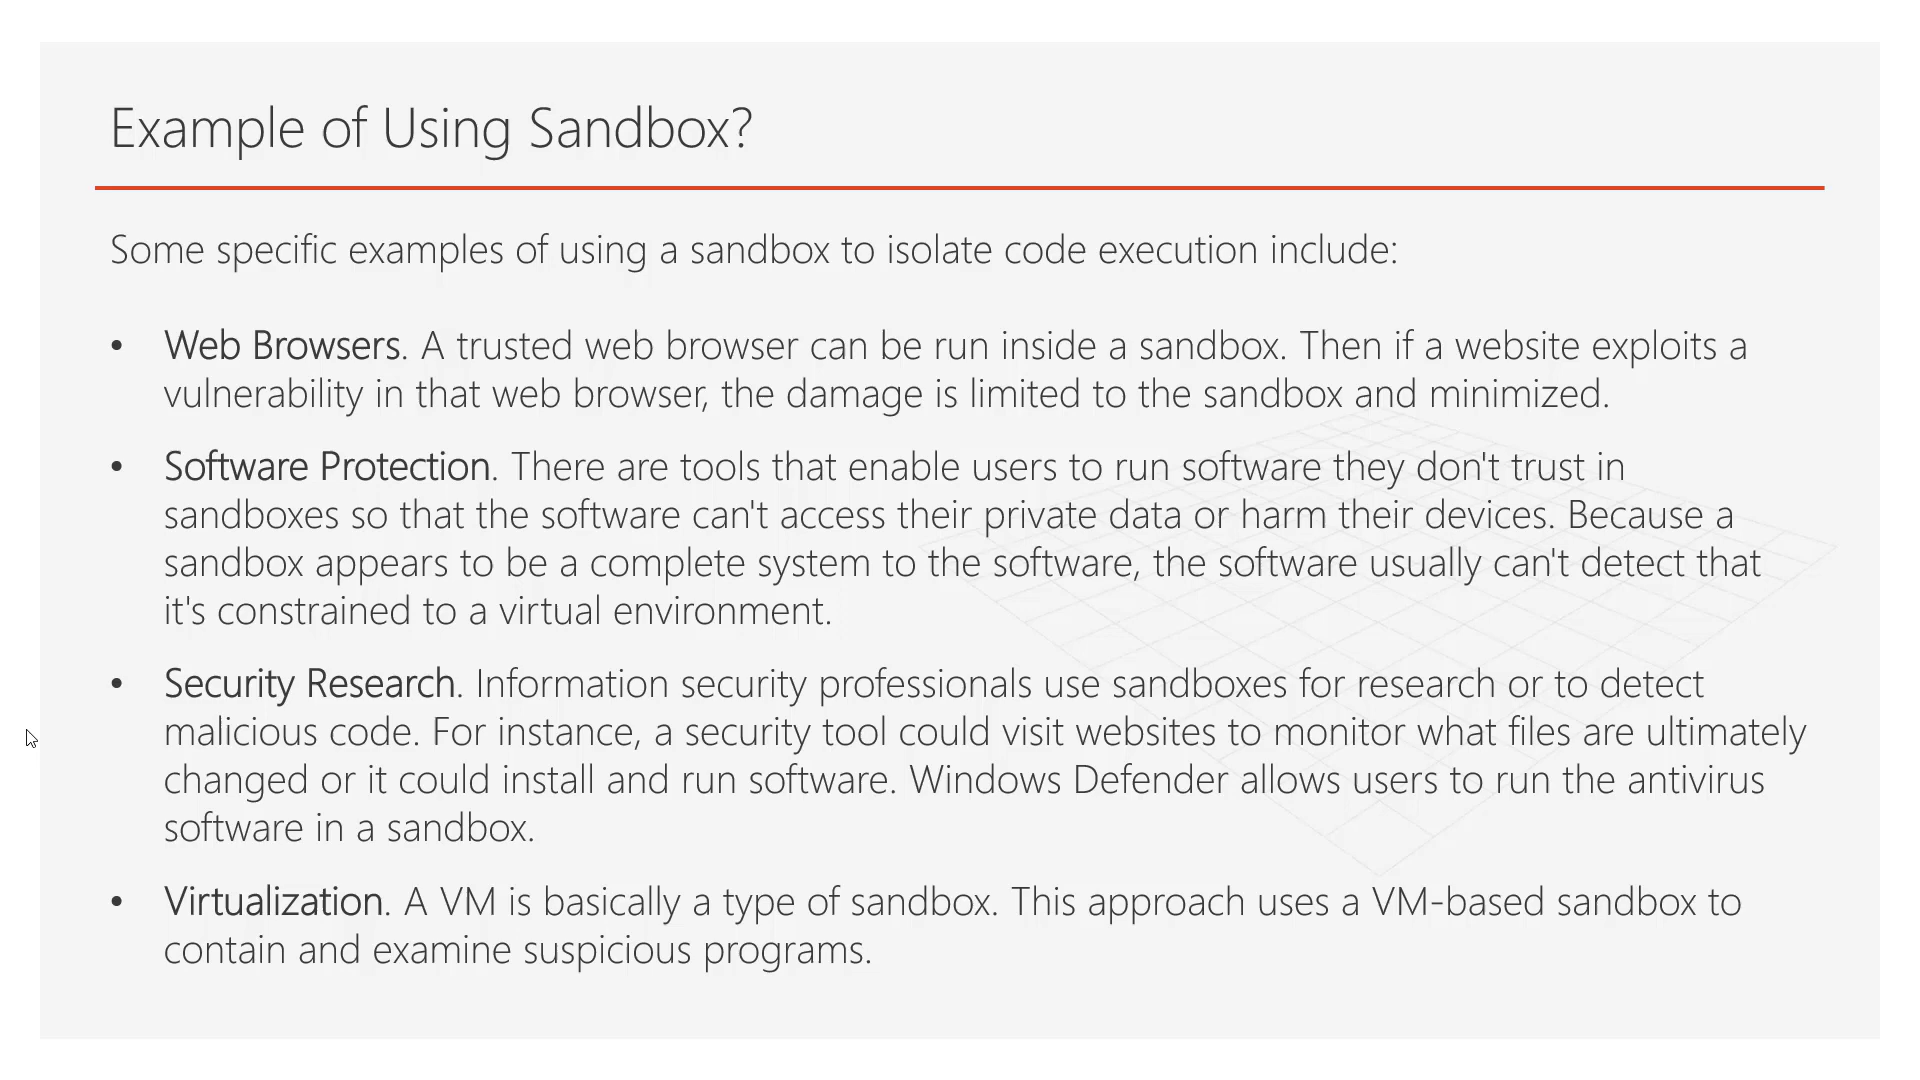 Example of Using Sandbox?
Some specific examples of using a sandbox to isolate code execution include:
• Web Browsers. A trusted web browser can be run inside a sandbox. Then if a website exploits a
vulnerability in that web browser, the damage is limited to the sandbox and minimized.
• Software Protection. There are tools that enable users to run software they don't trust in
sandboxes so that the software can't access their private data or harm their devices. Because a
sandbox appears to be a complete system to the software, the software usually can't detect that
it's constrained to a virtual environment.
• Security Research. Information security professionals use sandboxes for research or to detect
malicious code. For instance, a security tool could visit websites to monitor what files are ultimately
changed or it could install and run software. Windows Defender allows users to run the antivirus
software in a sandbox.
• Virtualization. A VM is basically a type of sandbox. This approach uses a VM-based sandbox to
contain and examine suspicious programs.